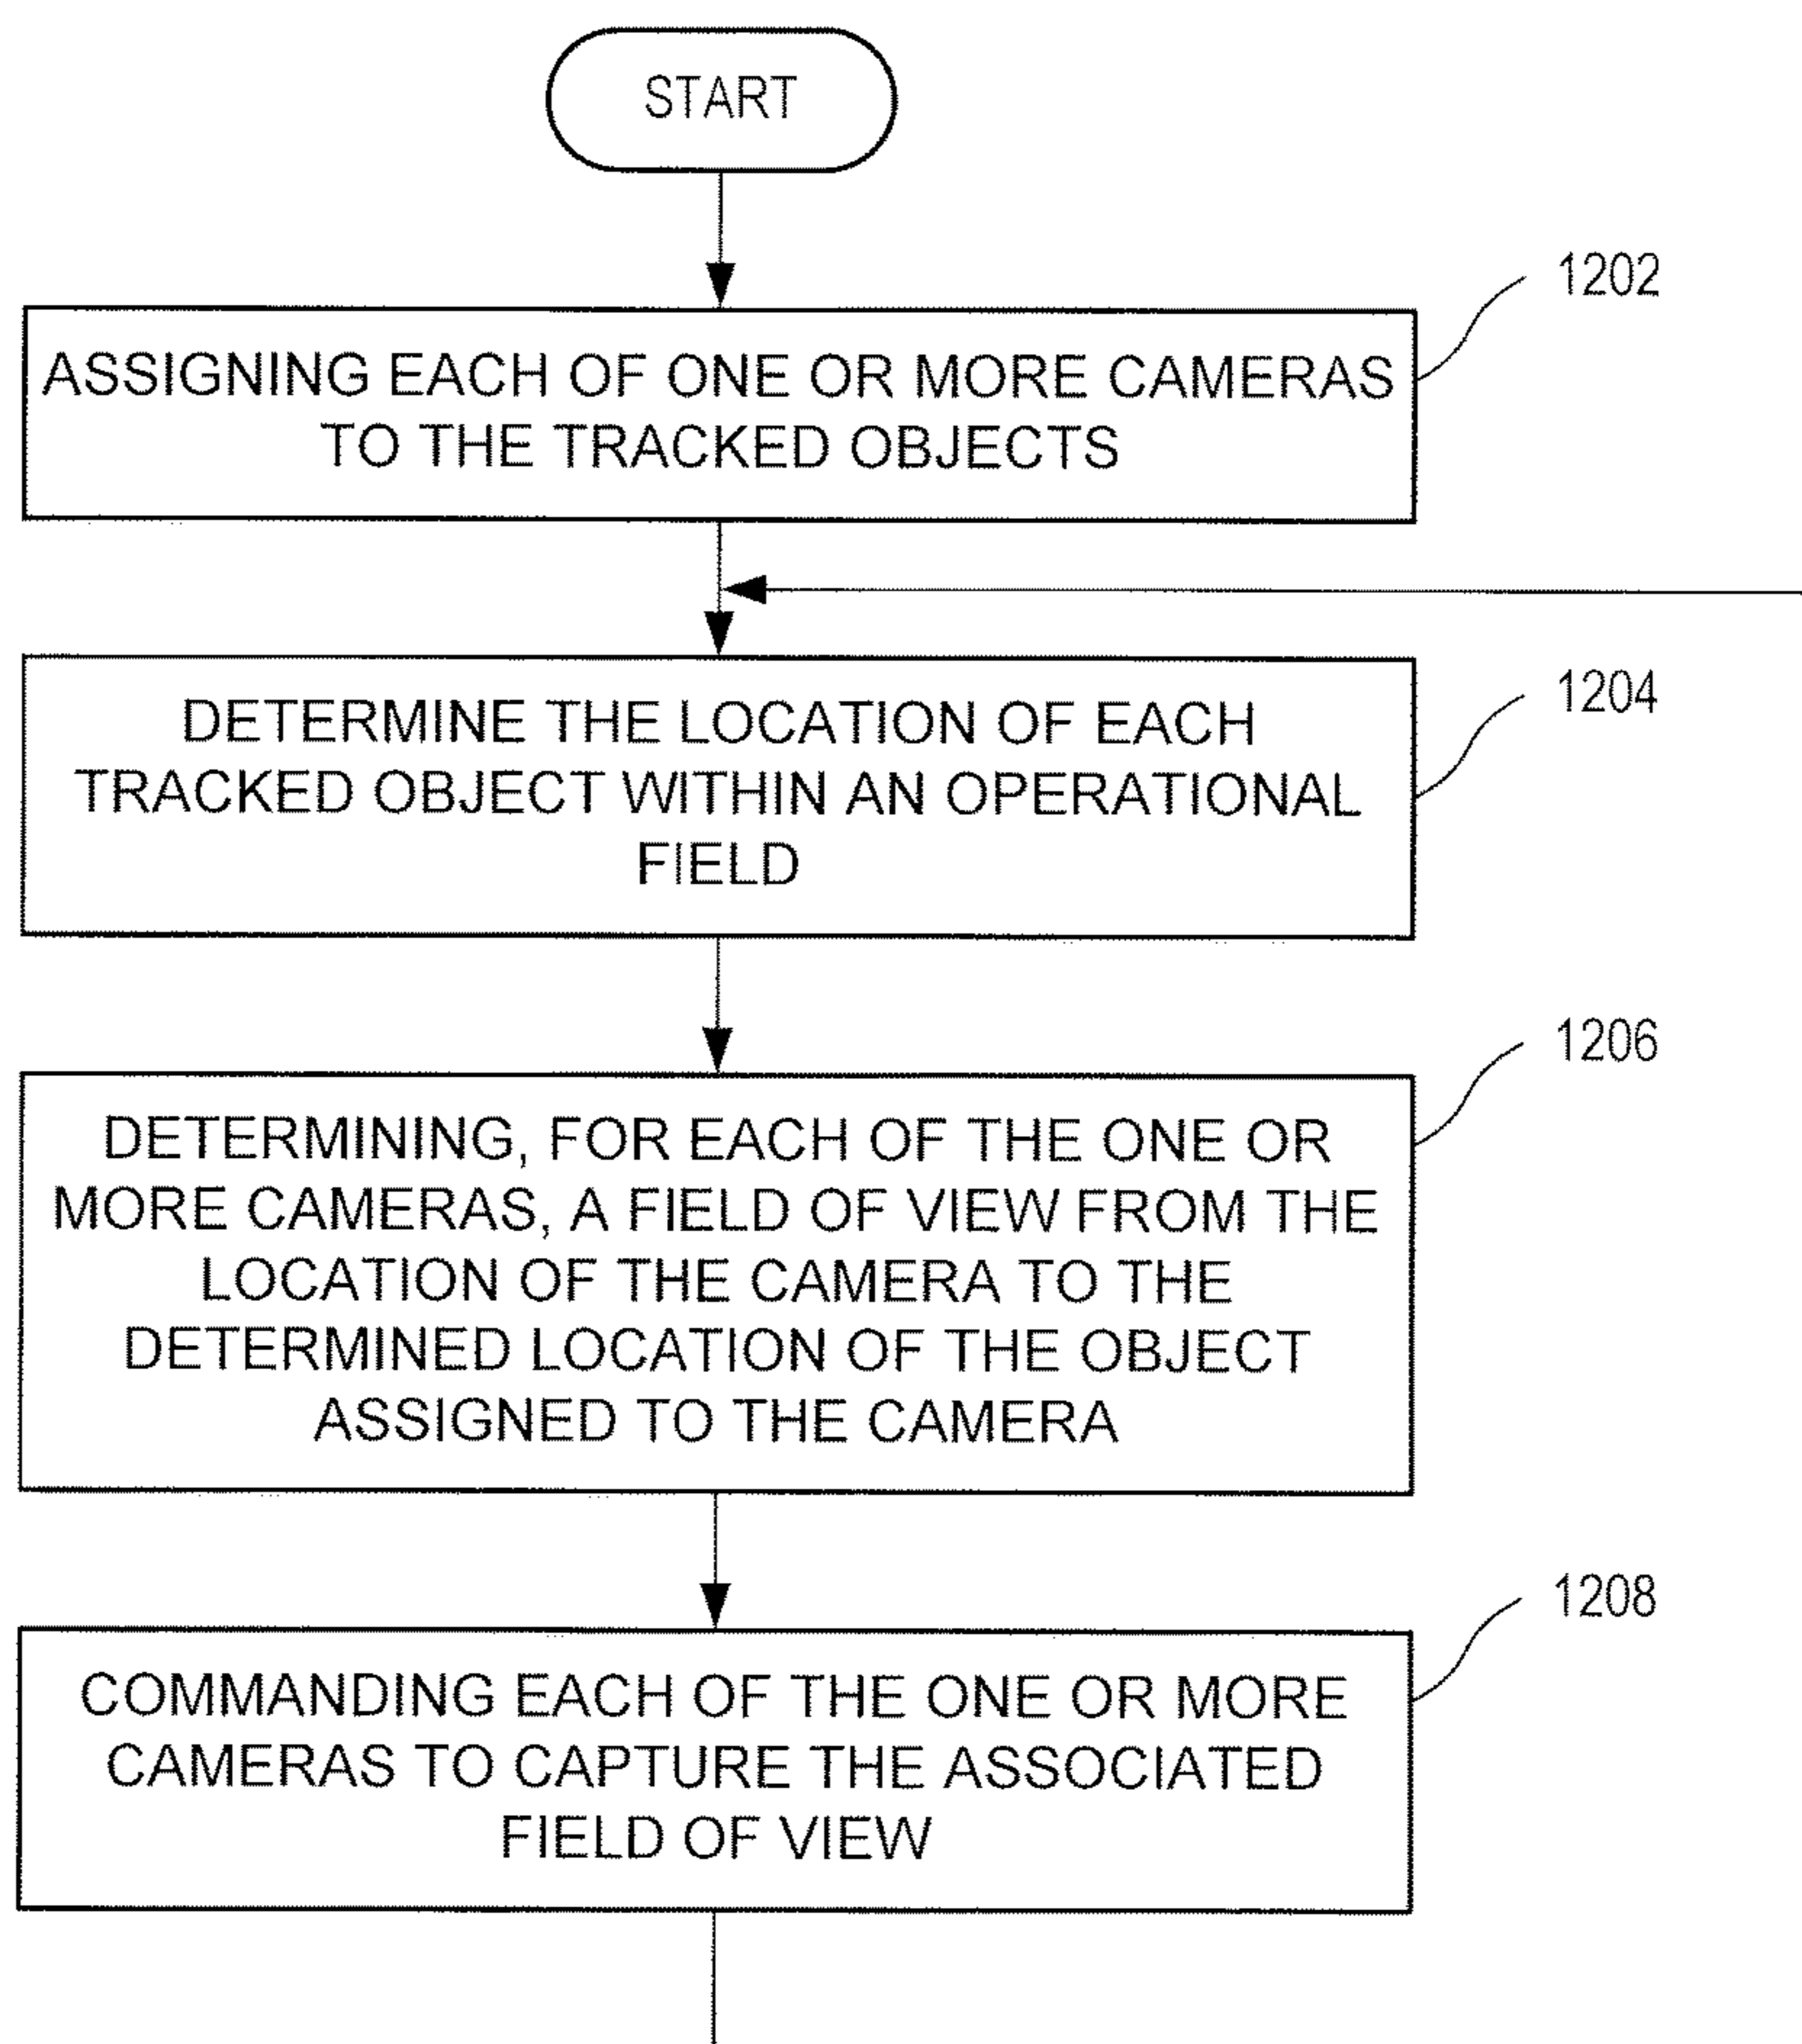 START
1202
ASSIGNING EACH OF ONE OR MORE CAMERAS
TO THE TRACKED OBJECTS
1204
DETERMINE THE LOCATION OF EACH
TRACKED OBJECT WITHIN AN OPERATIONAL
FIELD
1206
DETERMINING, FOR EACH OF THE ONE OR
MORE CAMERAS, A FIELD OF VIEW FROM THE
LOCATION OF THE CAMERA TO THE
DETERMINED LOCATION OF THE OBJECT
ASSIGNED TO THE CAMERA
1208
COMMANDING EACH OF THE ONE OR MORE
CAMERAS TO CAPTURE THE ASSOCIATED
FIELD OF VIEW